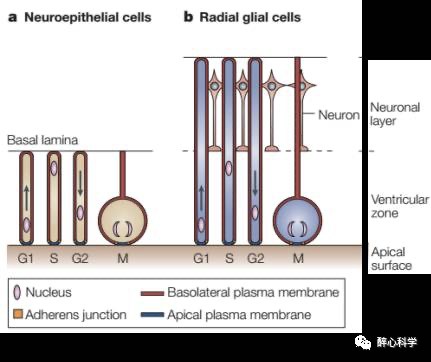 a Neuroepithelial cells
b Radial glial cells
Neuron
Neuronal
layer
Basal lamina
Ventricular
zone
G1 S G2 M
G1 S G2 M
Apical
surface
Nucleus
Basolateral plasma membrane
Adherens junction
Apical plasma membrane
醉心科学